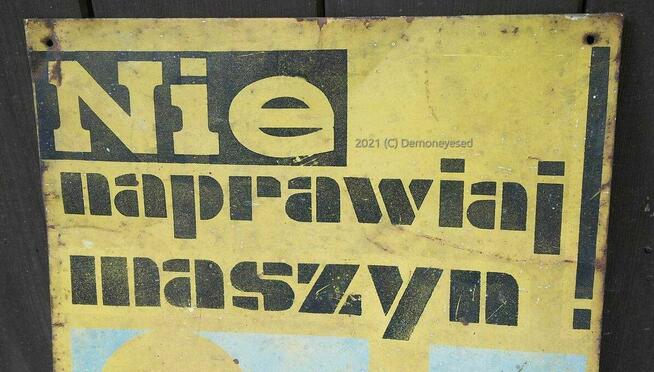 Nie
2021 (C) Demoneyesed
naprawiaj
maszyn!